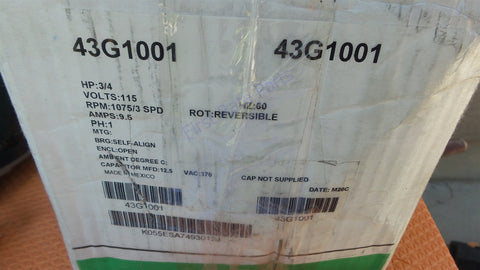 43G1001 43G1001
HP:3/4
VOLTS:115 HZ:60
RPM:1075/3 SPD ROT:REVERSIBLE
AMPS:9.5
PH:1
MTG:
BRG:SELF-ALIGN
ENCL:OPEN
AMBIENT DEGREE C:
CAPACITOR MFD:12.5 VAC:370 CAP NOT SUPPLIED
MADE IN MEXICO DATE: M20C
43G1001 43G1001